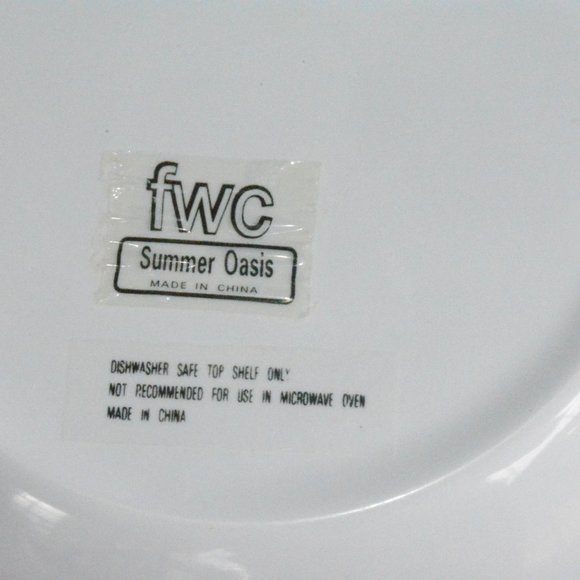 fwc
Summer Oasis
MADE IN CHINA
DISHWASHER SAFE TOP SHELF ONLY
NOT RECOMMENDED FOR USE IN MICROWAVE OVEN
MADE IN CHINA